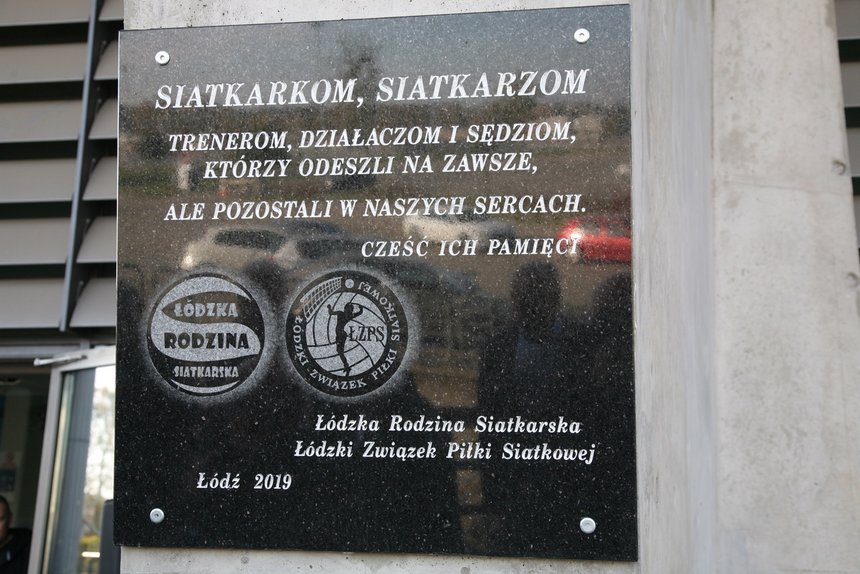 SIATKARKOM, SIATKARZOM
TRENEROM, DZIAŁACZOM I SĘDZIOM,
KTÓRZY ODESZLI NA ZAWSZE,
ALE POZOSTALI W NASZYCH SERCACH.
CZEŚĆ ICH PAMIĘCI
ŁÓDZKA
RODZINA
SIATKARSKA
ŁÓDZKI ZWIĄZEK PIŁKI SIATKOWEJ
ŁZPS
Łódzka Rodzina Siatkarska
Łódzki Związek Piłki Siatkowej
Łódź 2019